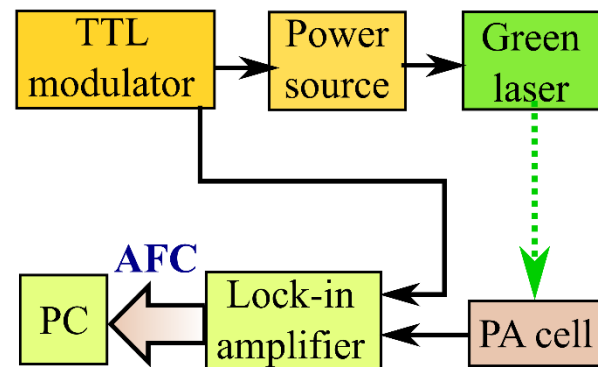 TTL
modulator
Power
source
Green
laser
AFC
PC
Lock-in
amplifier
PA cell